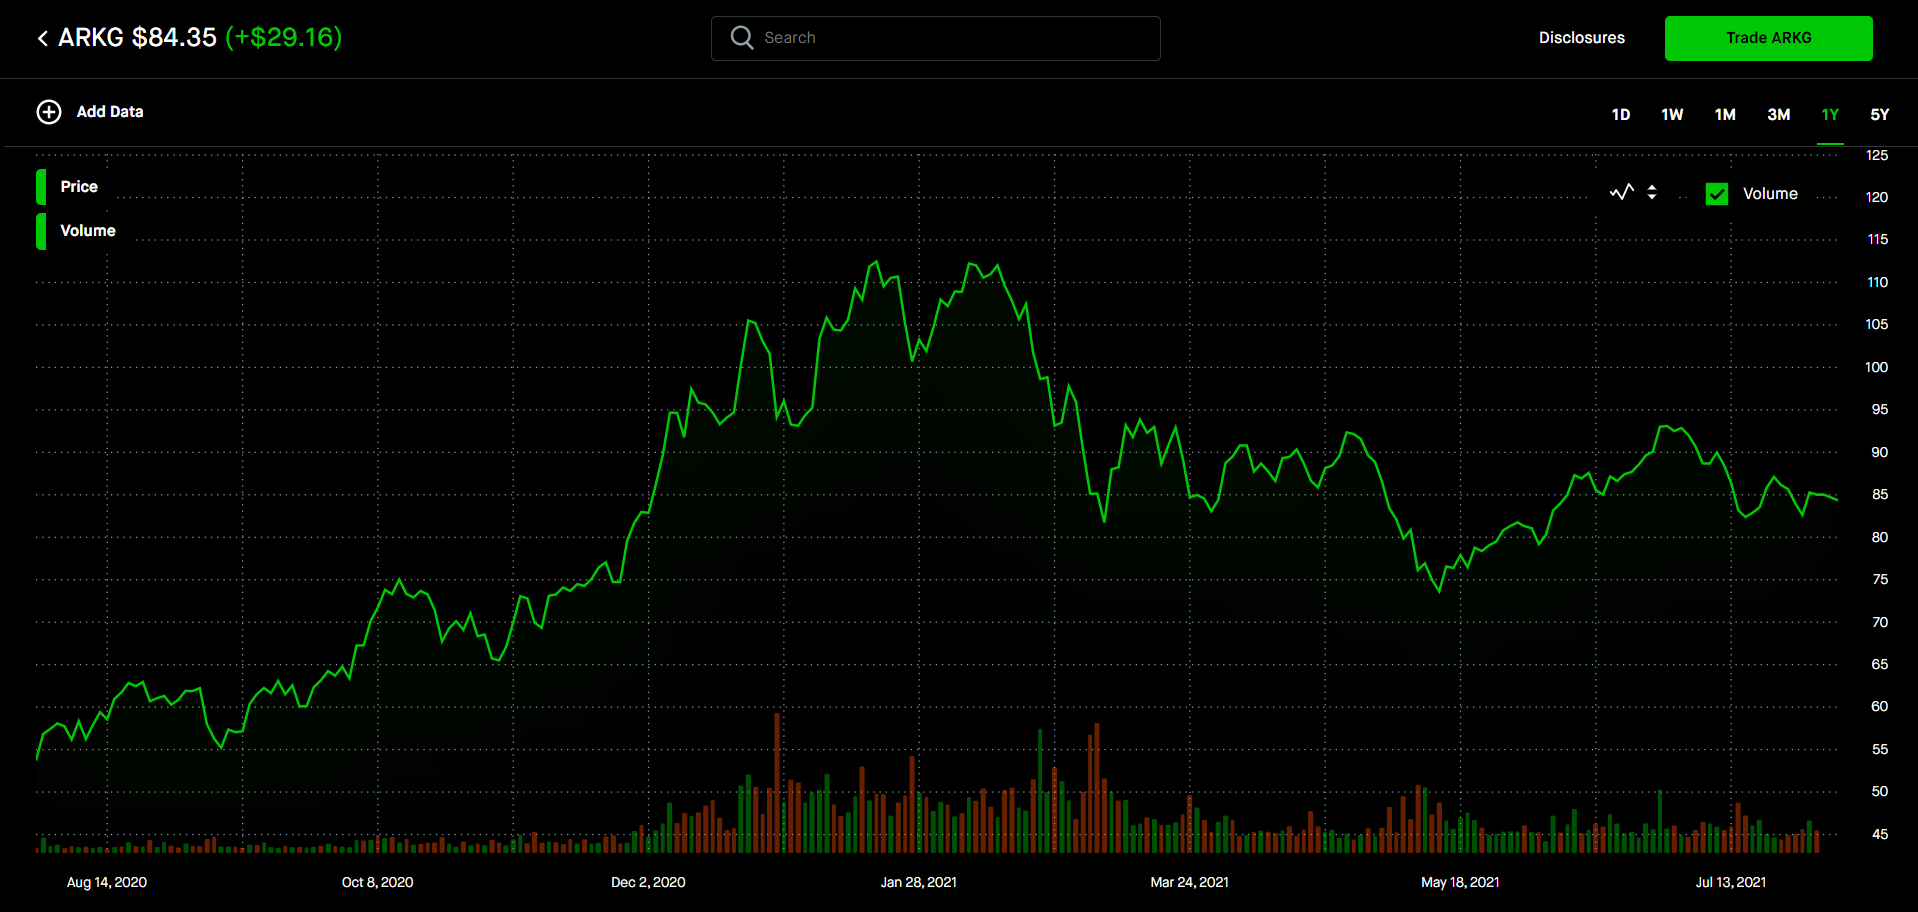 ARKG $84.35 (+$29.16)
Search
Disclosures
Trade ARKG
Add Data
1D 1W 1M 3M 1Y 5Y
Price
Volume
Volume
125
120
115
110
105
100
95
90
85
80
75
70
65
60
55
50
45
Aug 14, 2020 Oct 8, 2020 Dec 2, 2020 Jan 28, 2021 Mar 24, 2021 May 18, 2021 Jul 13, 2021